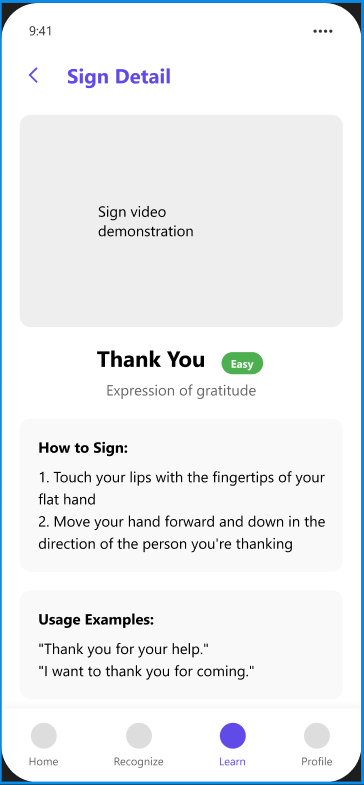 9:41
Sign Detail
Sign video
demonstration
Thank You
Easy
Expression of gratitude
How to Sign:
1. Touch your lips with the fingertips of your
flat hand
2. Move your hand forward and down in the
direction of the person you're thanking
Usage Examples:
"Thank you for your help."
"I want to thank you for coming."
Home
Recognize
Learn
Profile